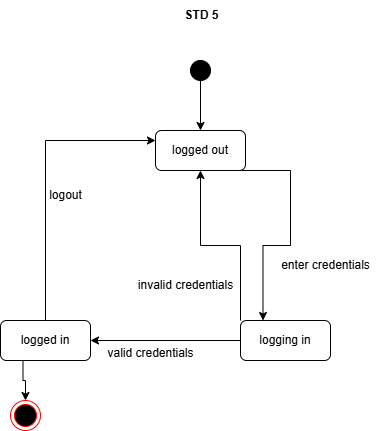 STD 5
logged out
logout
enter credentials
invalid credentials
logged in
logging in
valid credentials